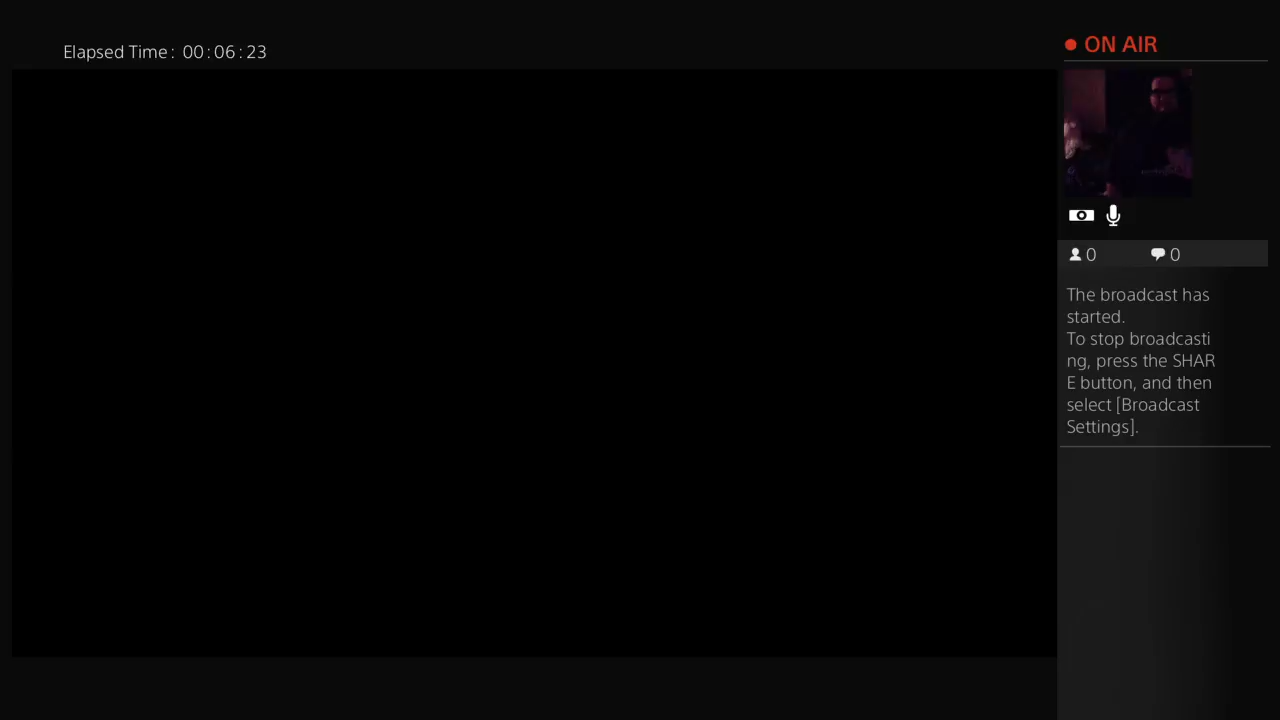 Elapsed Time: 00:06:23
ON AIR
0 0
The broadcast has
started.
To stop broadcasti
ng, press the SHAR
E button, and then
select [Broadcast
Settings].